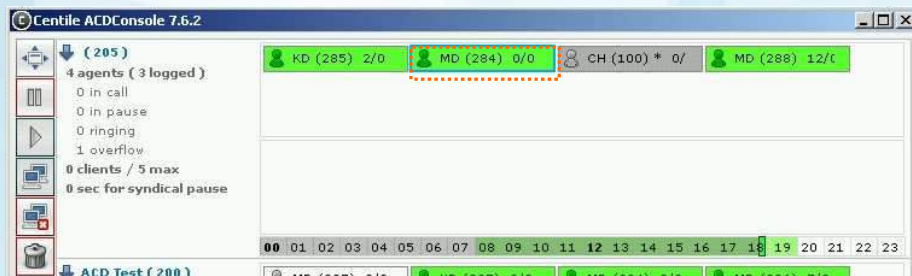 Centile ACDConsole 7.6.2
(205)
4 agents ( 3 logged )
0 in call
0 in pause
0 ringing
1 overflow
0 clients / 5 max
0 sec for syndical pause
KD (285) 2/0 MD (284) 0/0 CH (100) * 0/ MD (288) 12/(
00 01 02 03 04 05 06 07 08 09 10 11 12 13 14 15 16 17 18 19 20 21 22 23
ACD Test ( 200 )